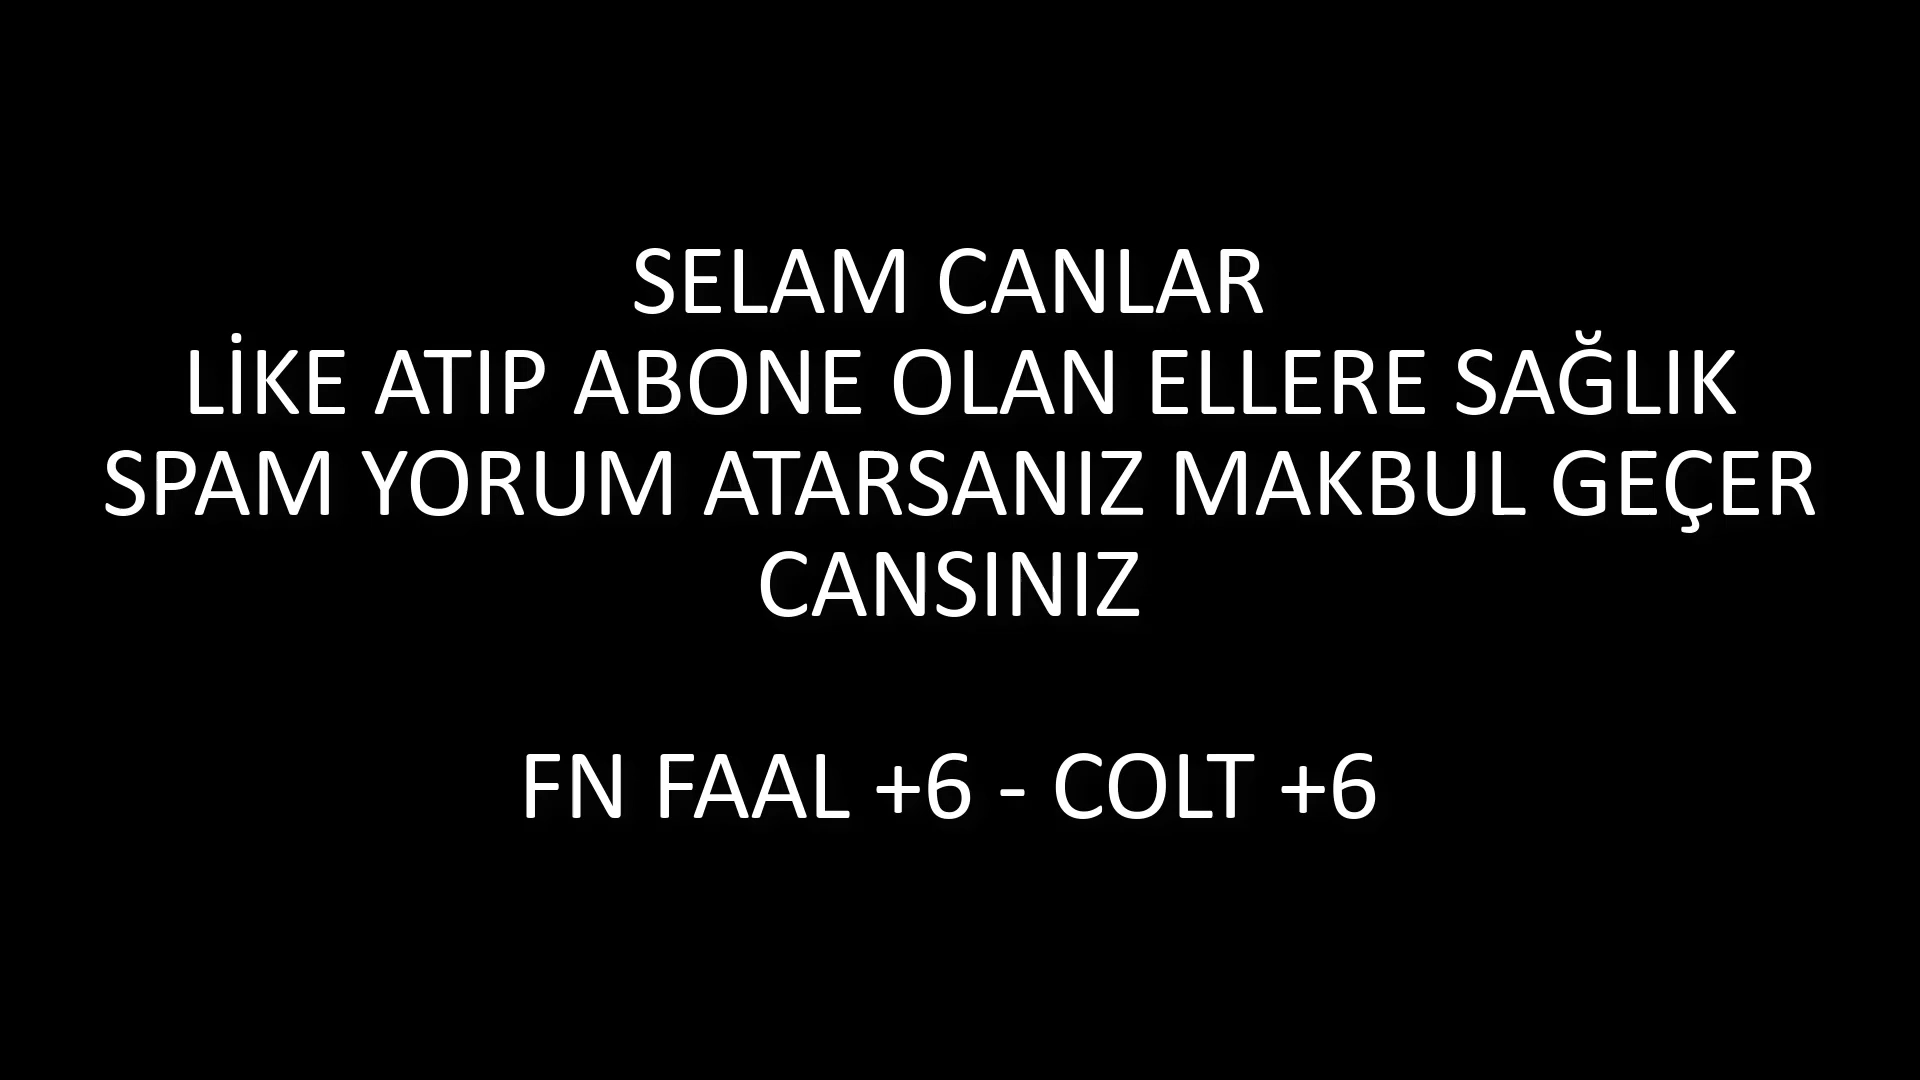 SELAM CANLAR
LİKE ATIP ABONE OLAN ELLERE SAĞLIK
SPAM YORUM ATARSANIZ MAKBUL GEÇER
CANSINIZ
FN FAAL +6 - COLT +6